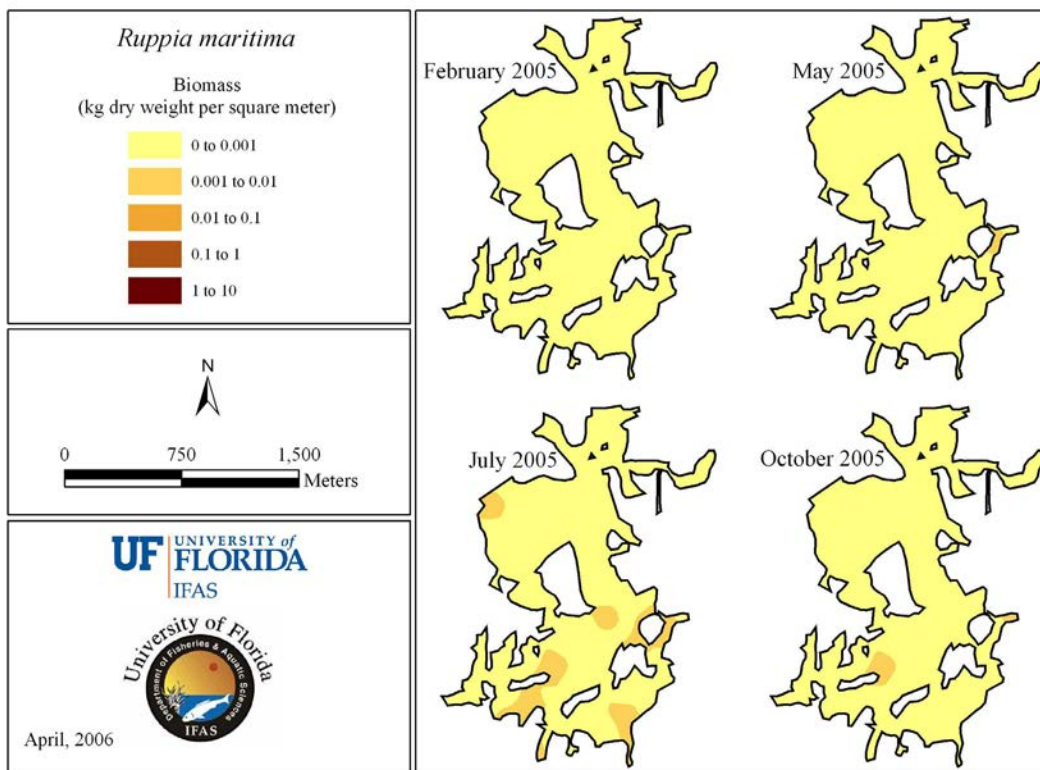 Ruppia maritima
Biomass
(kg dry weight per square meter)
0 to 0.001
0.001 to 0.01
0.01 to 0.1
0.1 to 1
1 to 10
N
0 750 1,500
Meters
UF UNIVERSITY of
FLORIDA
IFAS
University of Florida
Department of Fisheries & Aquatic Sciences
IFAS
April, 2006
February 2005
May 2005
July 2005
October 2005